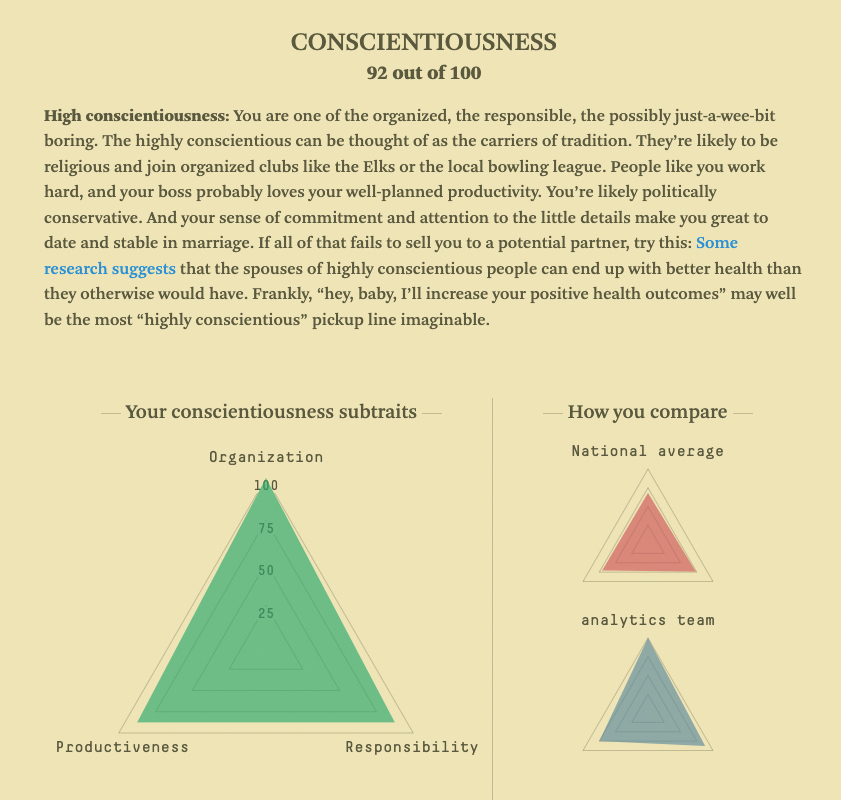 CONSCIENTIOUSNESS
92 out of 100
High conscientiousness: You are one of the organized, the responsible, the possibly just-a-wee-bit
boring. The highly conscientious can be thought of as the carriers of tradition. They’re likely to be
religious and join organized clubs like the Elks or the local bowling league. People like you work
hard, and your boss probably loves your well-planned productivity. You’re likely politically
conservative. And your sense of commitment and attention to the little details make you great to
date and stable in marriage. If all of that fails to sell you to a potential partner, try this: Some
research suggests that the spouses of highly conscientious people can end up with better health than
they otherwise would have. Frankly, “hey, baby, I’ll increase your positive health outcomes” may well
be the most “highly conscientious” pickup line imaginable.
Your conscientiousness subtraits
Organization
100
75
50
25
Productiveness
Responsibility
How you compare
National average
analytics team